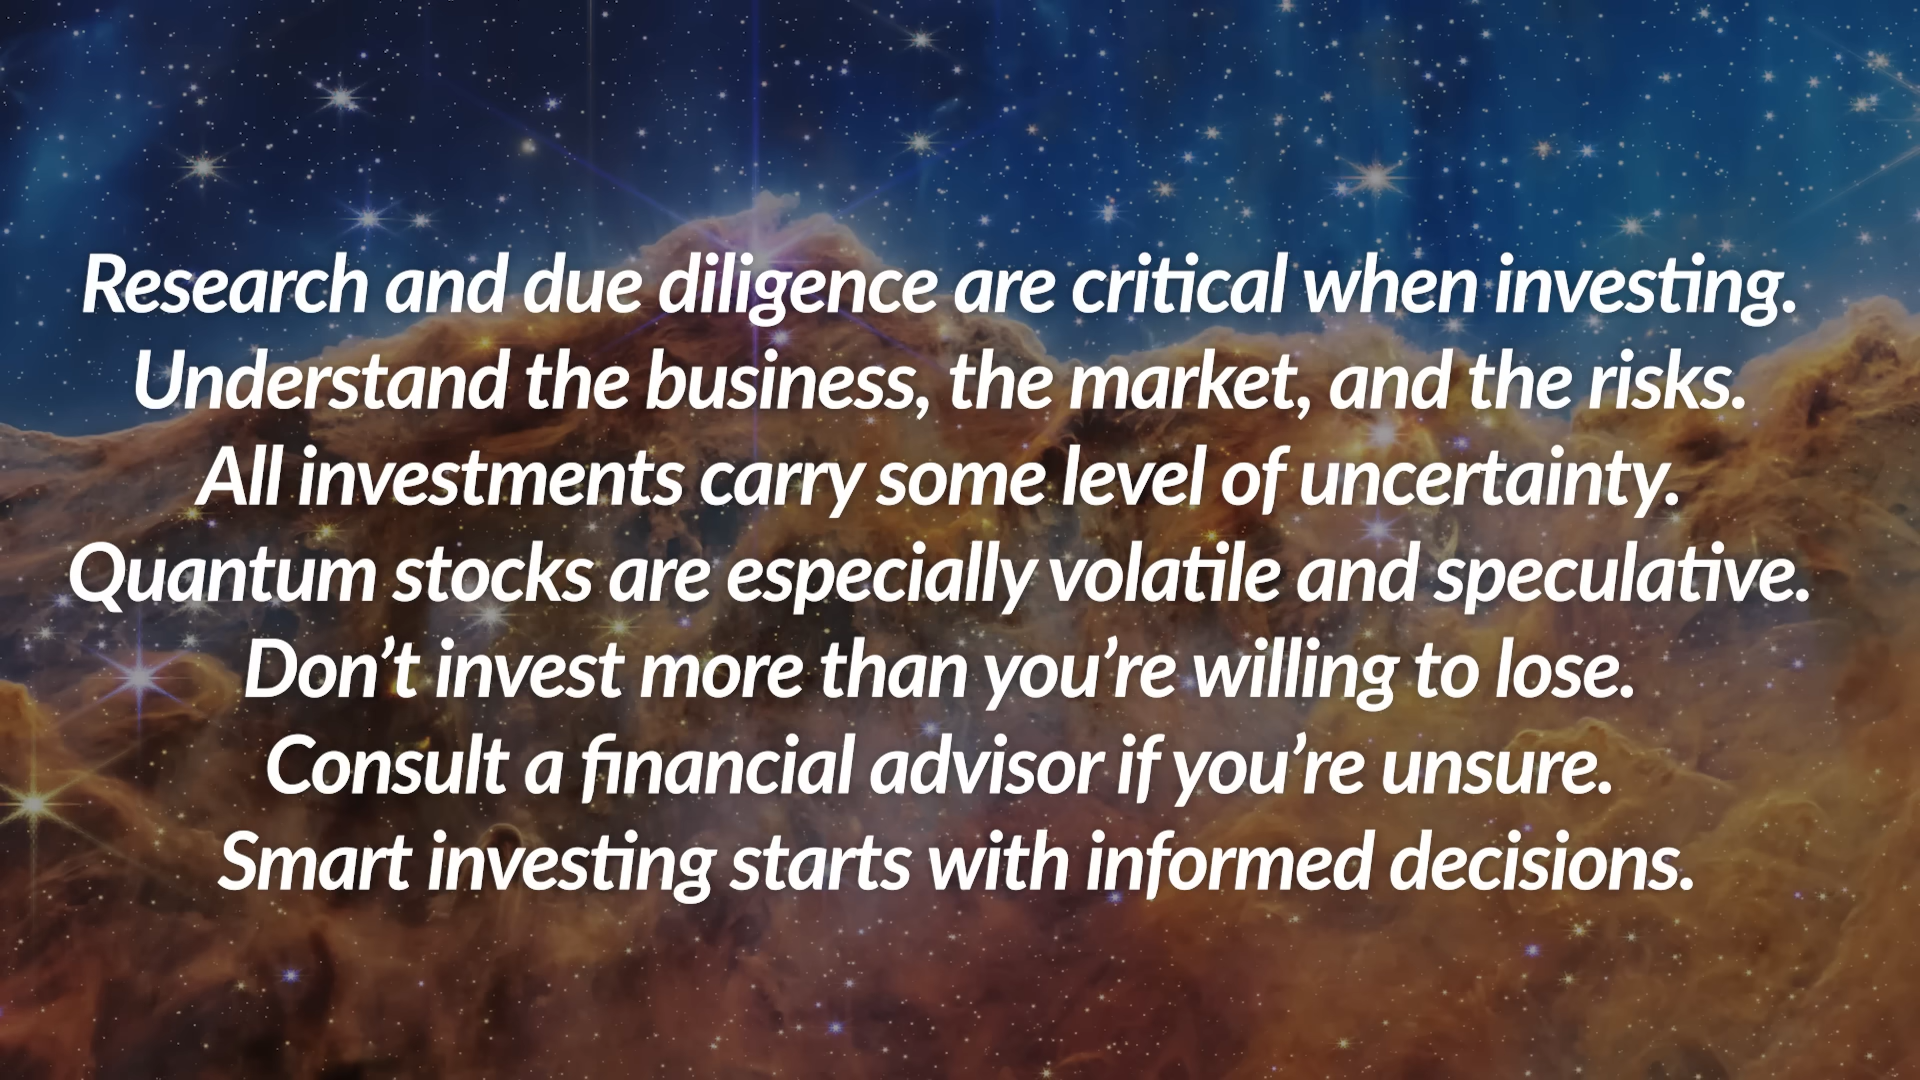 Research and due diligence are critical when investing.
Understand the business, the market, and the risks.
All investments carry some level of uncertainty.
Quantum stocks are especially volatile and speculative.
Don’t invest more than you’re willing to lose.
Consult a financial advisor if you’re unsure.
Smart investing starts with informed decisions.